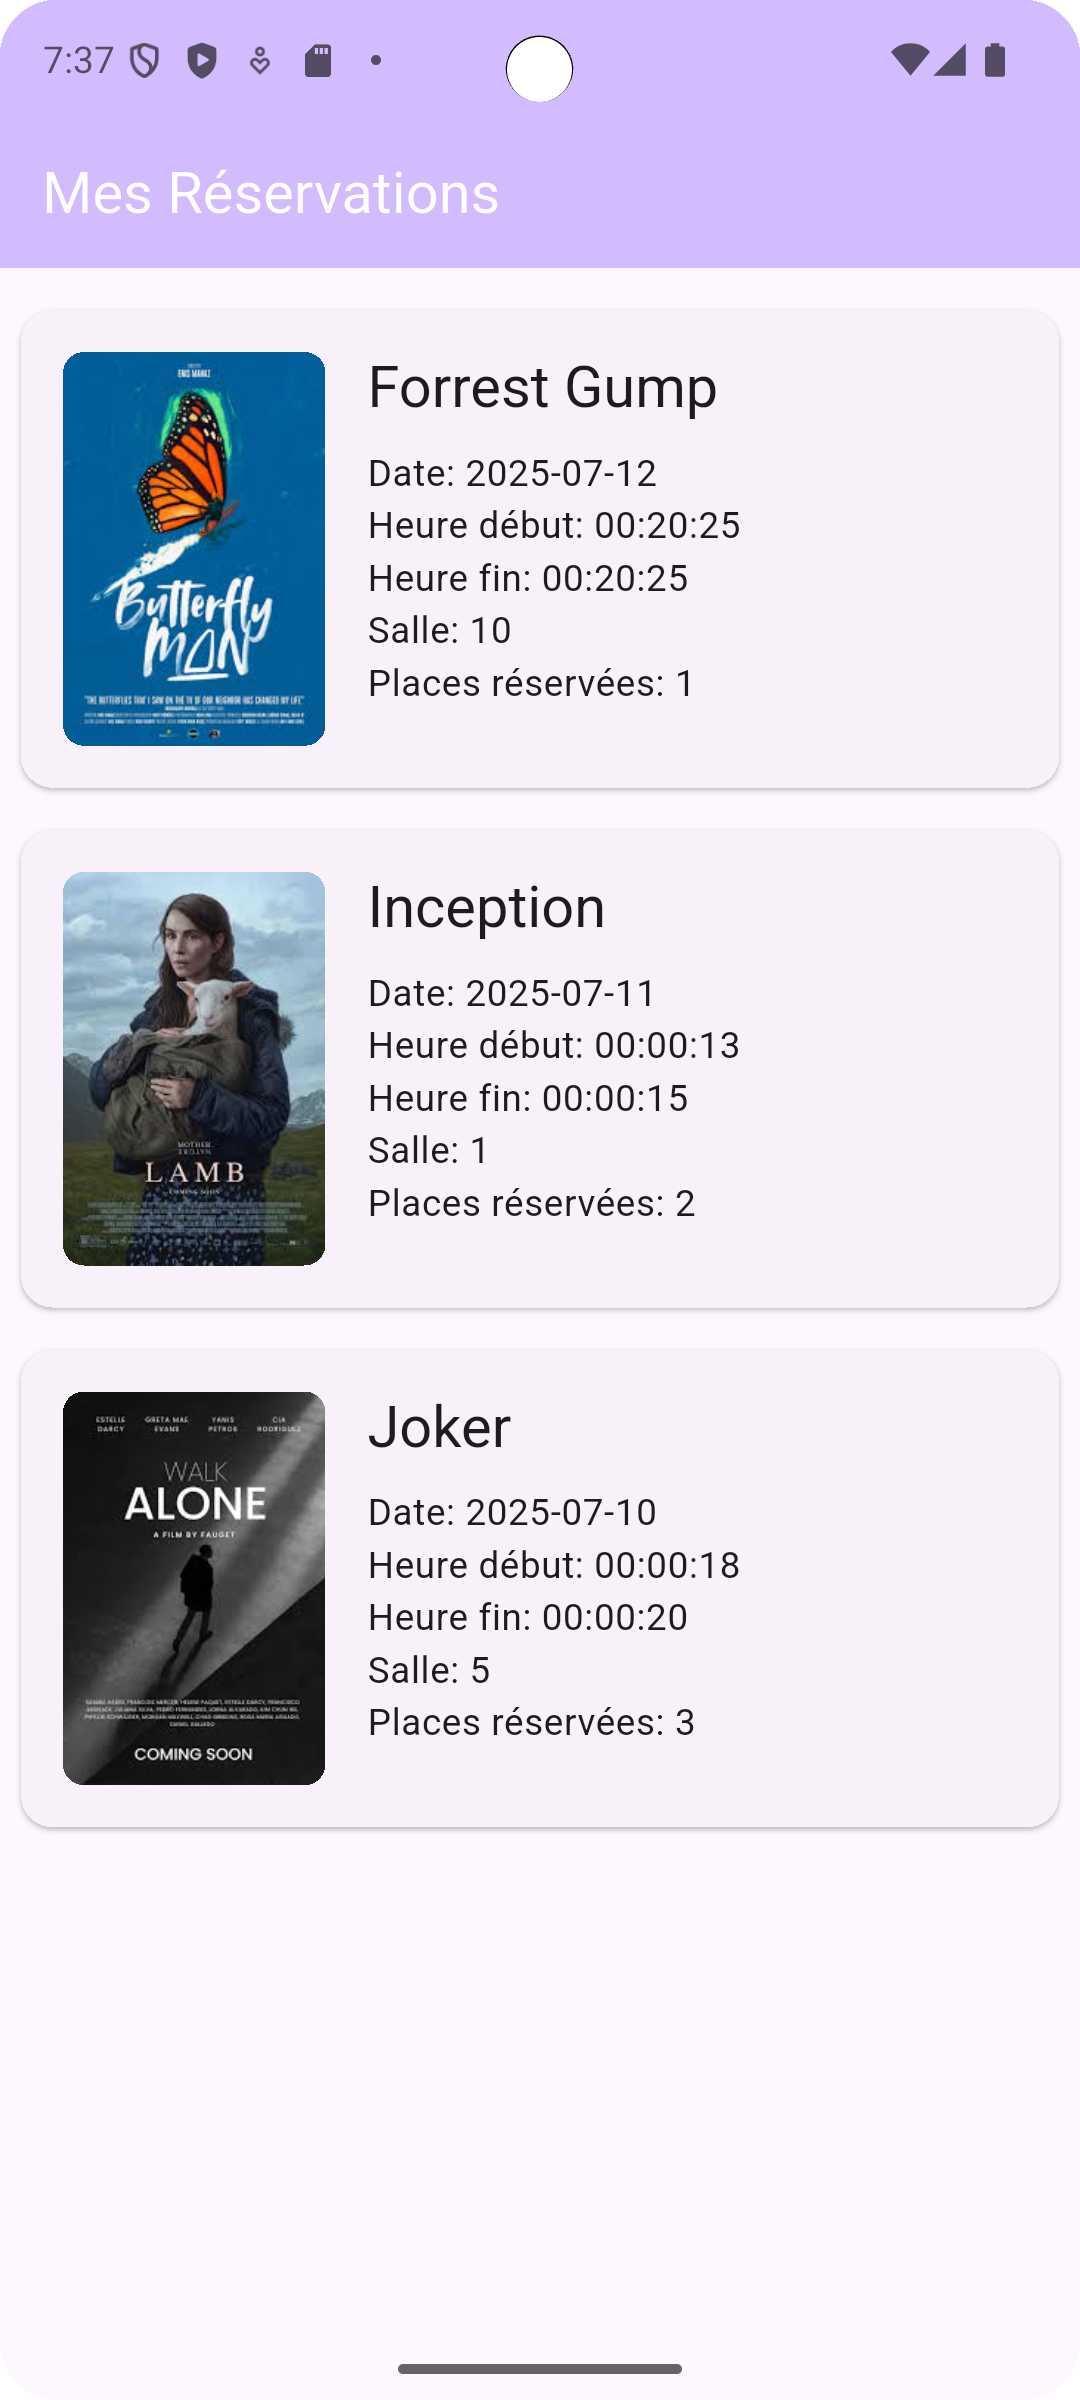 7:37
Mes Réservations
ENIS MANAZ
Butterfly
MAN
"THE BUTTERFLIES THAT I SAW ON THE TV OF OUR NEIGHBOR HAS CHANGED MY LIFE"
Forrest Gump
Date: 2025-07-12
Heure début: 00:20:25
Heure fin: 00:20:25
Salle: 10
Places réservées: 1
MOTHER.
LAMB
COMING SOON
Inception
Date: 2025-07-11
Heure début: 00:00:13
Heure fin: 00:00:15
Salle: 1
Places réservées: 2
ESTELLE DARCY GRETA MAE EVANS YANIS PETROS CIA RODRIGUEZ
WALK
ALONE
A FILM BY FAUGET
COMING SOON
Joker
Date: 2025-07-10
Heure début: 00:00:18
Heure fin: 00:00:20
Salle: 5
Places réservées: 3